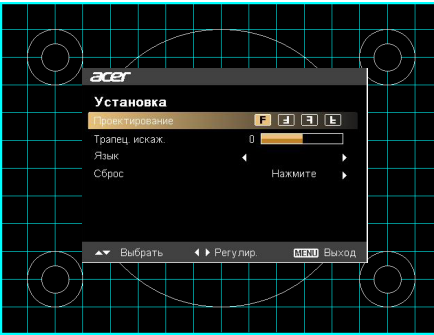 acer
Установка
Проектирование F
Трапец. искаж. 0
Язык
Сброс Нажмите
Выбрать Регулир. MENU Выход